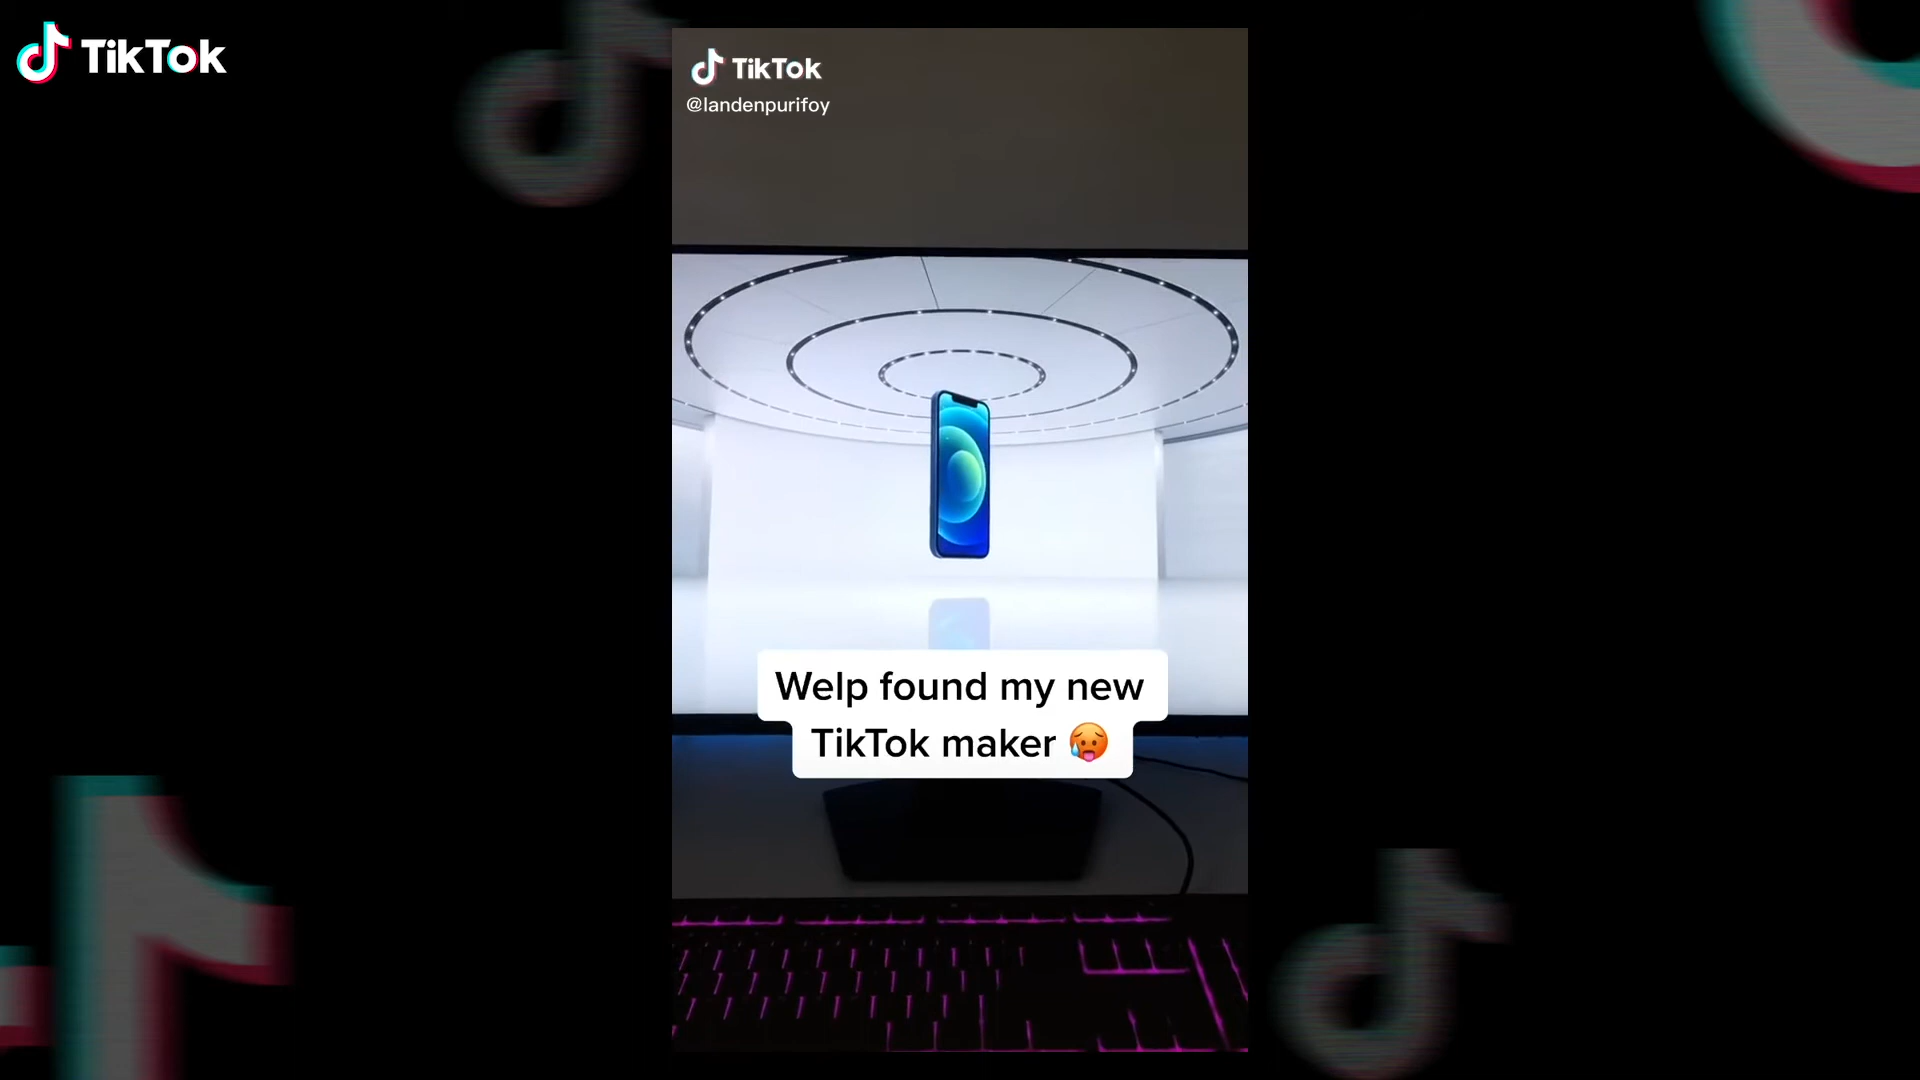 TikTok
TikTok
@landenpurifoy
Welp found my new
TikTok maker 🥵